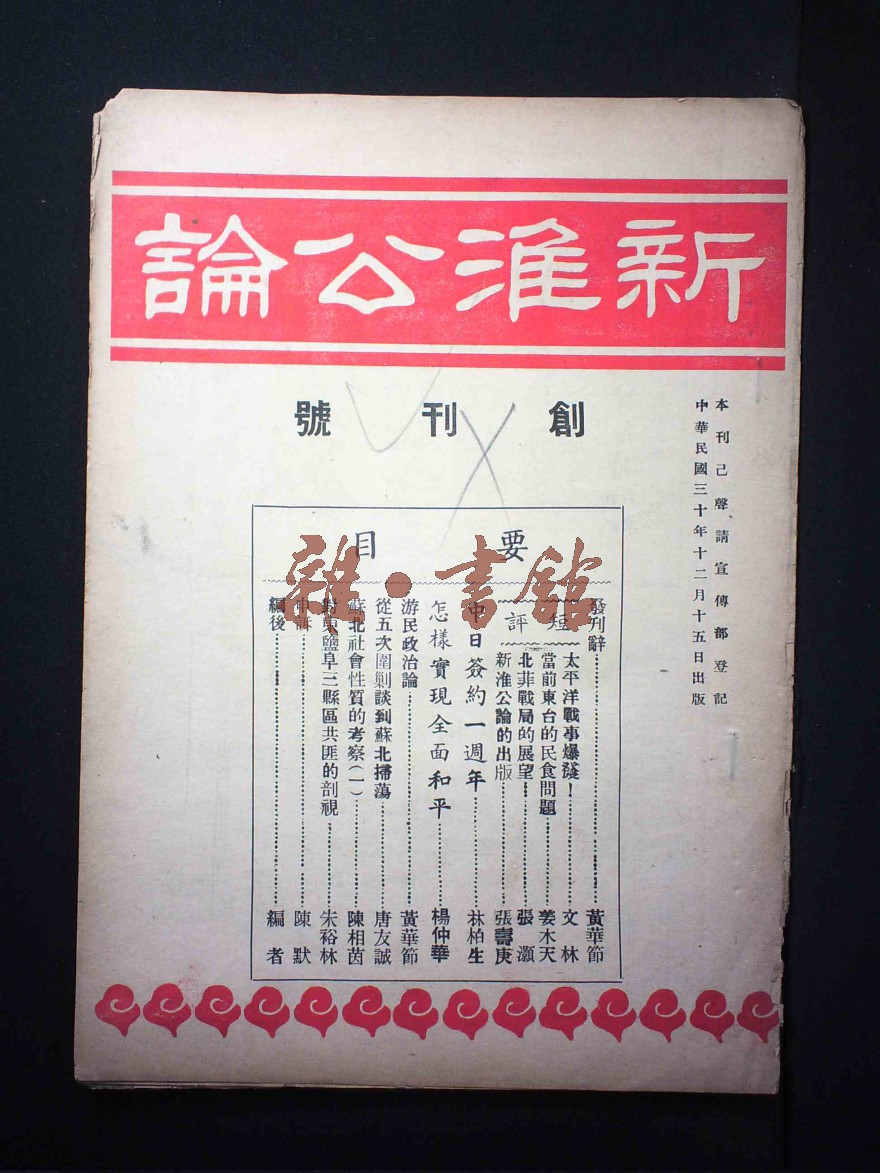 新淮公論
創刊號
本刊已聲請宣傳部登記
中華民國三十年十二月十五日出版
要目
發刊辭 黃華節
短評
太平洋戰事爆發！ 文林
當前東台的民食問題 姜木天
北菲戰局的展望 張灝
新淮公論的出版 張壽庚
中日簽約一週年 林柏生
怎樣實現全面和平 楊仲華
游民政治論 黃華節
從五次圍剿談到蘇北掃蕩 唐友誠
蘇北社會性質的考察（一） 陳相茵
對東鹽阜三縣區共匪的剖視 朱裕林
申訴 陳默
編後 編者
雜·書館